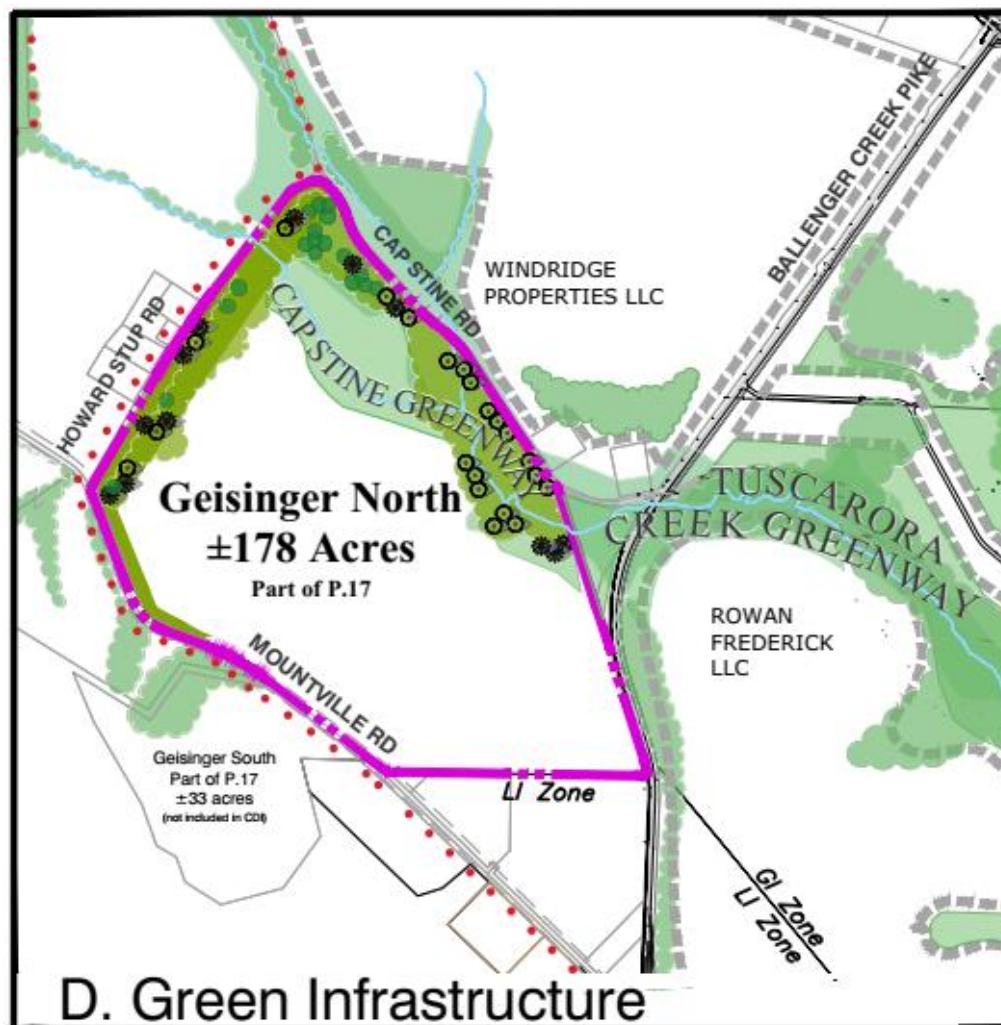 BALLENGER CREEK PIKE
CAP STINE RD
WINDRIDGE
PROPERTIES LLC
HOWARD STUP RD
CAP STINE GREENWAY
TUSCARORA
CREEK GREENWAY
Geisinger North
±178 Acres
Part of P.17
ROWAN
FREDERICK
LLC
MOUNTVILLE RD
Geisinger South
Part of P.17
±33 acres
(not included in CDI)
LI Zone
GI Zone
LI Zone
D. Green Infrastructure